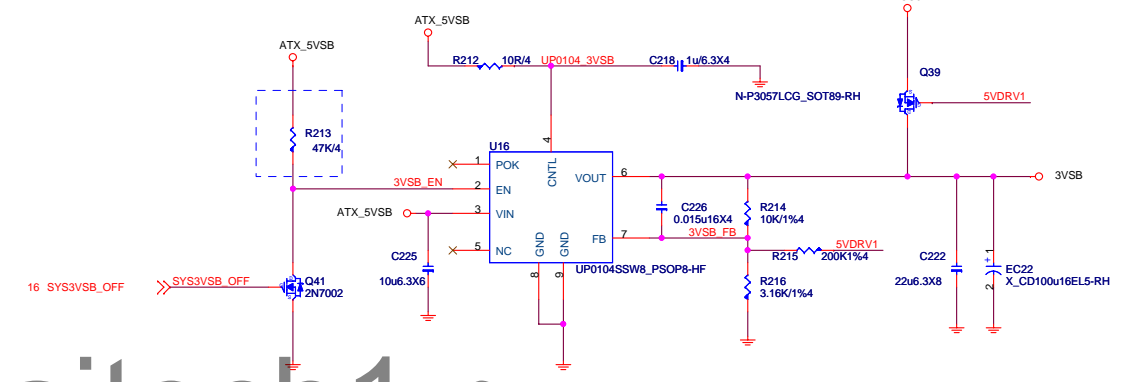 ATX_5VSB
ATX_5VSB
R212 10R/4 UP0104_3VSB C218 1u/6.3X4
Q39
N-P3057LCG_SOT89-RH
5VDRV1
R213
47K/4
U16
4
CNTL
1 POK
3VSB_EN 2 EN
VOUT 6
3VSB
ATX_5VSB 3 VIN
C226
0.015u16X4
R214
10K/1%4
FB 7 3VSB_FB
5 NC
GND
GND
8
9
UP0104SSW8_PSOP8-HF
R215 200K1%4 5VDRV1
C225
10u6.3X6
C222
22u6.3X8
+ 1
2
EC22
X_CD100u16EL5-RH
R216
3.16K/1%4
16 SYS3VSB_OFF SYS3VSB_OFF
Q41
2N7002